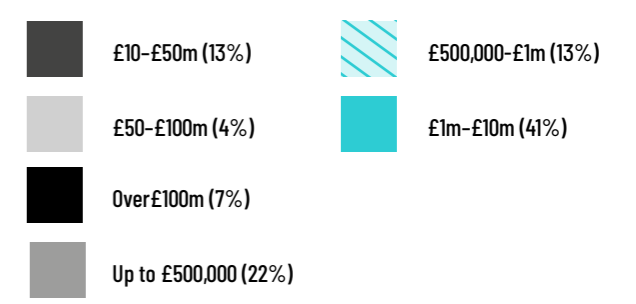 £10-£50m (13%)
£50-£100m (4%)
Over£100m (7%)
Up to £500,000 (22%)
£500,000-£1m (13%)
£1m-£10m (41%)